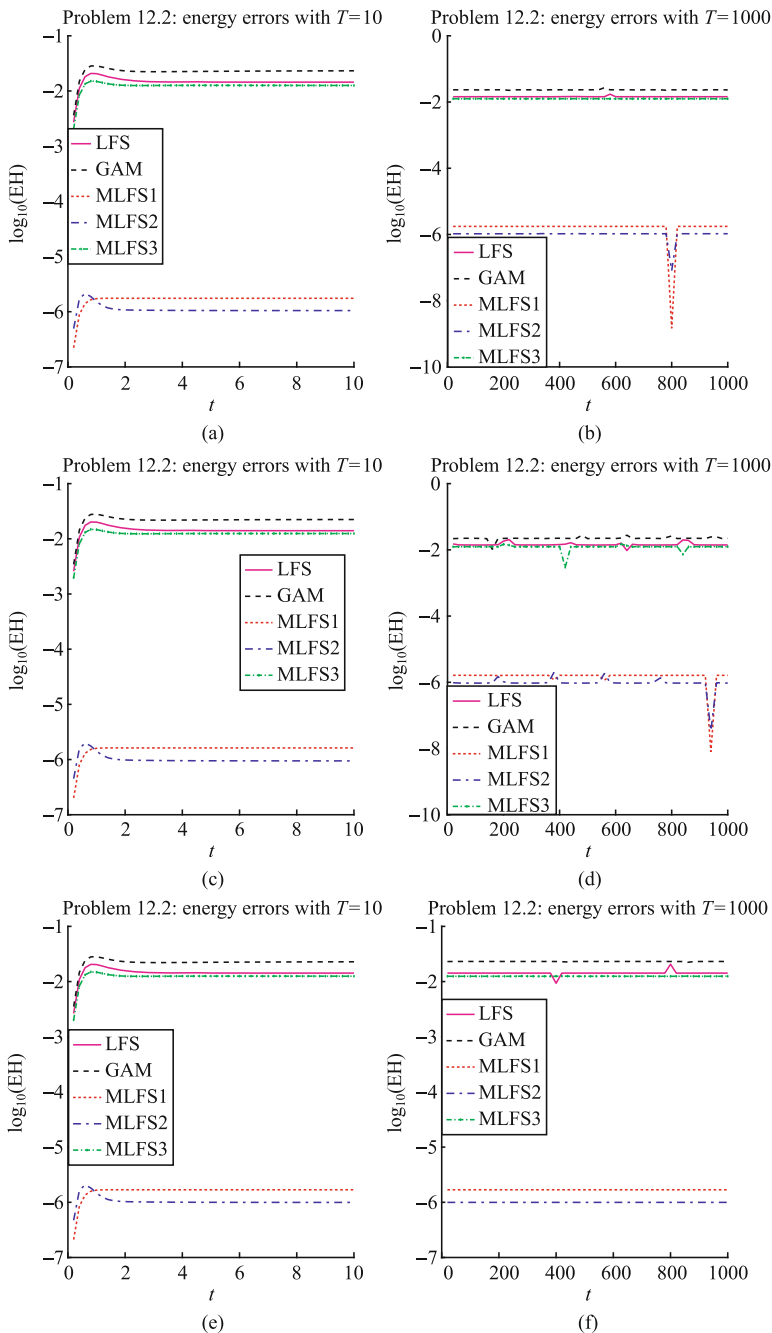 Problem 12.2: energy errors with T=10
−1
−2
−3
−4
−5
−6
−7
log10(EH)
LFS
GAM
MLFS1
MLFS2
MLFS3
0
2
4
6
8
10
t
(a)
Problem 12.2: energy errors with T=1000
0
−2
−4
−6
−8
−10
log10(EH)
LFS
GAM
MLFS1
MLFS2
MLFS3
0
200
400
600
800
1000
t
(b)
Problem 12.2: energy errors with T=10
−1
−2
−3
−4
−5
−6
−7
log10(EH)
LFS
GAM
MLFS1
MLFS2
MLFS3
0
2
4
6
8
10
t
(c)
Problem 12.2: energy errors with T=1000
0
−2
−4
−6
−8
−10
log10(EH)
LFS
GAM
MLFS1
MLFS2
MLFS3
0
200
400
600
800
1000
t
(d)
Problem 12.2: energy errors with T=10
−1
−2
−3
−4
−5
−6
−7
log10(EH)
LFS
GAM
MLFS1
MLFS2
MLFS3
0
2
4
6
8
10
t
(e)
Problem 12.2: energy errors with T=1000
−1
−2
−3
−4
−5
−6
−7
log10(EH)
LFS
GAM
MLFS1
MLFS2
MLFS3
0
200
400
600
800
1000
t
(f)